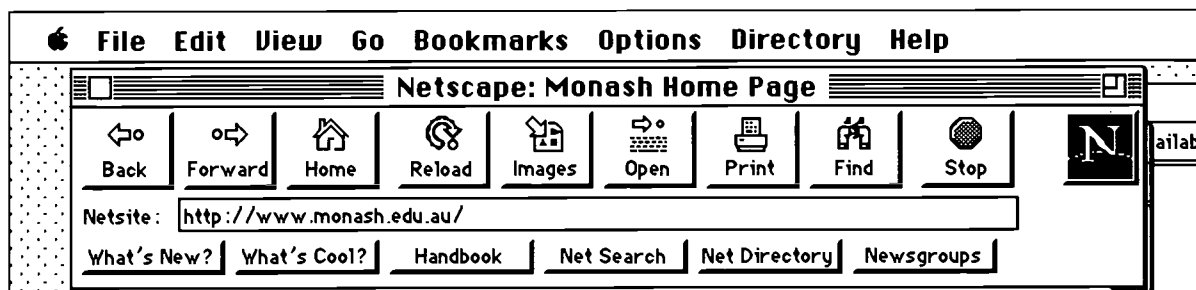 File Edit View Go Bookmarks Options Directory Help
Netscape: Monash Home Page
Back Forward Home Reload Images Open Print Find Stop N
ailab
Netsite: http://www.monash.edu.au/
What's New? What's Cool? Handbook Net Search Net Directory Newsgroups